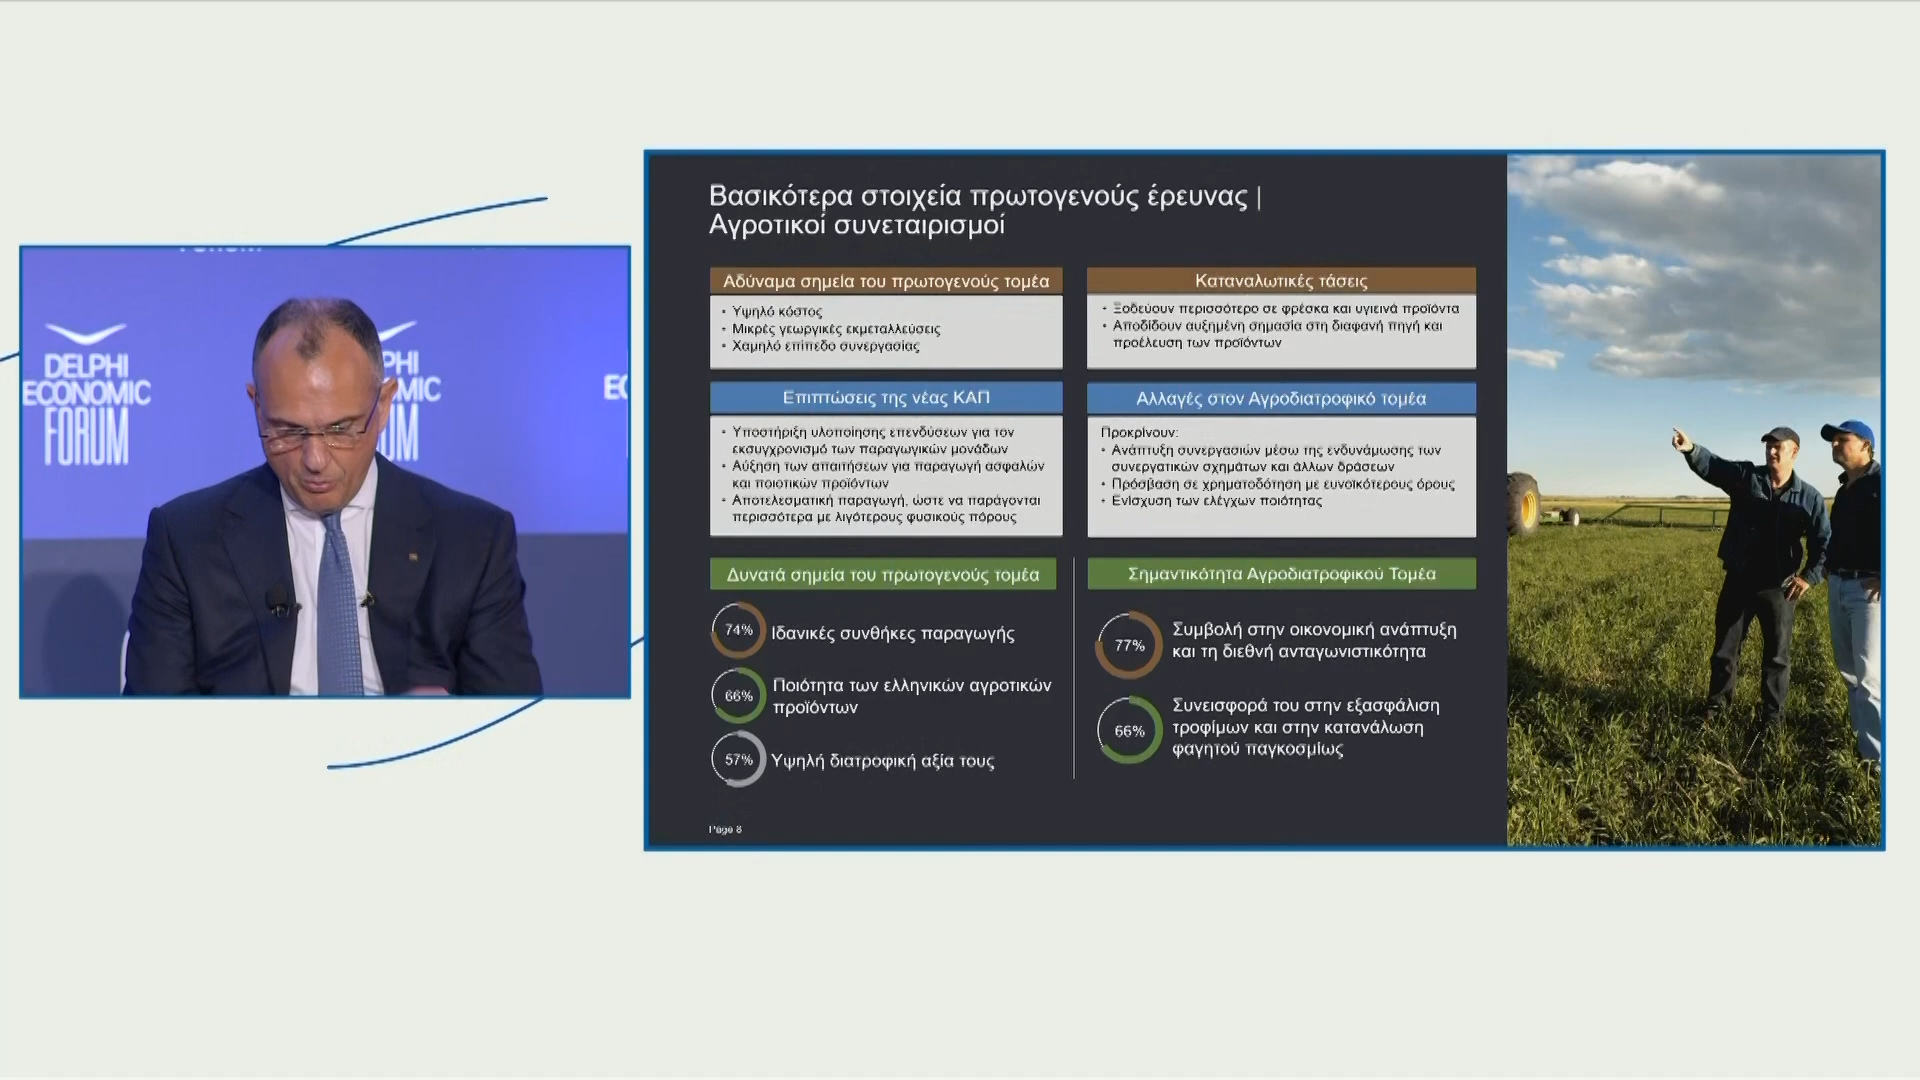 DELPHI
ECONOMIC
FORUM
Βασικότερα στοιχεία πρωτογενούς έρευνας |
Αγροτικοί συνεταιρισμοί
Αδύναμα σημεία του πρωτογενούς τομέα
• Υψηλό κόστος
• Μικρές γεωργικές εκμεταλλεύσεις
• Χαμηλό επίπεδο συνεργασίας
Καταναλωτικές τάσεις
• Ξοδεύουν περισσότερο σε φρέσκα και υγιεινά προϊόντα
• Αποδίδουν αυξημένη σημασία στη διαφανή πηγή και
προέλευση των προϊόντων
Επιπτώσεις της νέας ΚΑΠ
• Υποστήριξη υλοποίησης επενδύσεων για τον
εκσυγχρονισμό των παραγωγικών μονάδων
• Αύξηση των απαιτήσεων για παραγωγή ασφαλών
και ποιοτικών προϊόντων
• Αποτελεσματική παραγωγή, ώστε να παράγονται
περισσότερα με λιγότερους φυσικούς πόρους
Αλλαγές στον Αγροδιατροφικό τομέα
Προκρίνουν:
• Ανάπτυξη συνεργασιών μέσω της ενδυνάμωσης των
συνεργατικών σχημάτων και άλλων δράσεων
• Πρόσβαση σε χρηματοδότηση με ευνοϊκότερους όρους
• Ενίσχυση των ελέγχων ποιότητας
Δυνατά σημεία του πρωτογενούς τομέα
74% Ιδανικές συνθήκες παραγωγής
66% Ποιότητα των ελληνικών αγροτικών
προϊόντων
57% Υψηλή διατροφική αξία τους
Σημαντικότητα Αγροδιατροφικού Τομέα
77% Συμβολή στην οικονομική ανάπτυξη
και τη διεθνή ανταγωνιστικότητα
66% Συνεισφορά του στην εξασφάλιση
τροφίμων και στην κατανάλωση
φαγητού παγκοσμίως
Page 8